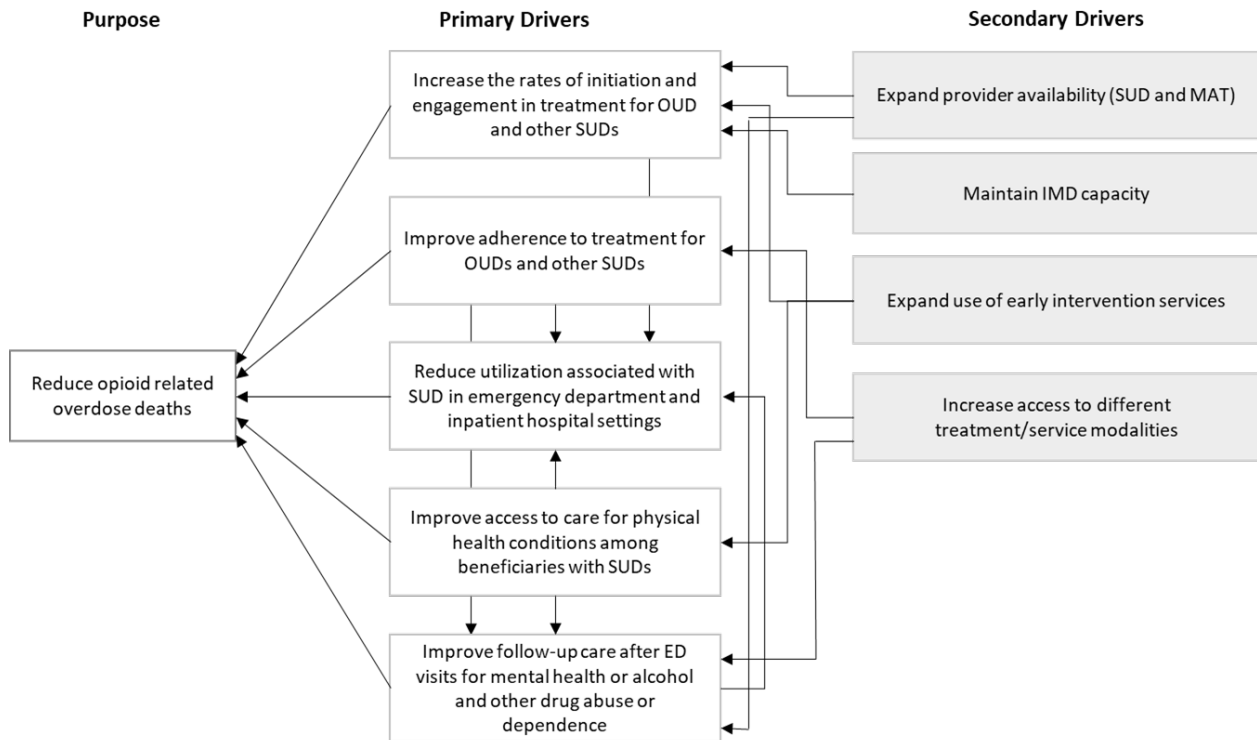 Purpose
Primary Drivers
Secondary Drivers
Increase the rates of initiation and
engagement in treatment for OUD
and other SUDs
Improve adherence to treatment for
OUDs and other SUDs
Reduce opioid related
overdose deaths
Reduce utilization associated with
SUD in emergency department and
inpatient hospital settings
Improve access to care for physical
health conditions among
beneficiaries with SUDs
Improve follow-up care after ED
visits for mental health or alcohol
and other drug abuse or
dependence
Expand provider availability (SUD and MAT)
Maintain IMD capacity
Expand use of early intervention services
Increase access to different
treatment/service modalities